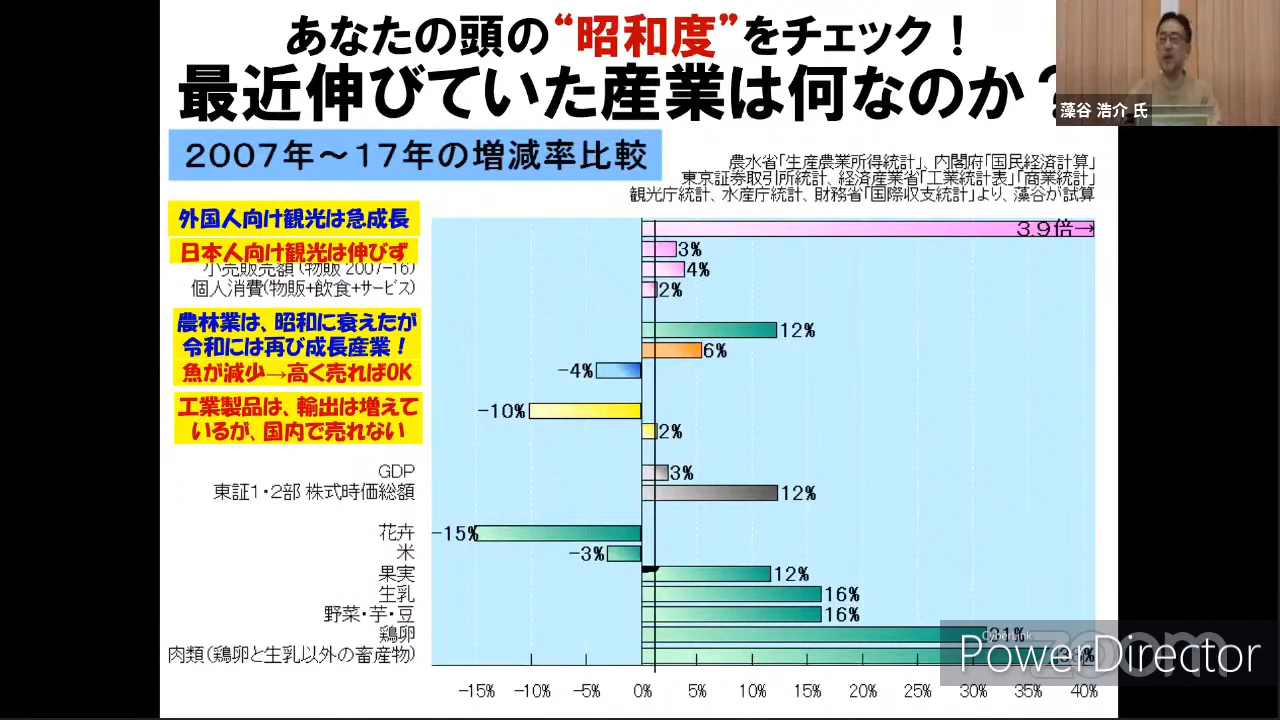 あなたの頭の“昭和度”をチェック！
最近伸びていた産業は何なのか？
藻谷 浩介 氏
2007年～17年の増減率比較
農水省「生産農業所得統計」、内閣府「国民経済計算」
東京証券取引所統計、経済産業省「工業統計表」「商業統計」
観光庁統計、水産庁統計、財務省「国際収支統計」より、藻谷が試算
外国人向け観光は急成長
3.9倍→
日本人向け観光は伸びず
3%
小売販売額(物販 2007-16)
4%
個人消費(物販+飲食+サービス)
2%
農林業は、昭和に衰えたが
令和には再び成長産業！
12%
6%
魚が減少→高く売ればOK
-4%
工業製品は、輸出は増えて
いるが、国内で売れない
-10%
2%
GDP
3%
東証1・2部 株式時価総額
12%
花卉
-15%
米
-3%
果実
12%
生乳
16%
野菜・芋・豆
16%
鶏卵
31%
肉類(鶏卵と生乳以外の畜産物)
zoom
CyberLink
PowerDirector
-15% -10% -5% 0% 5% 10% 15% 20% 25% 30% 35% 40%